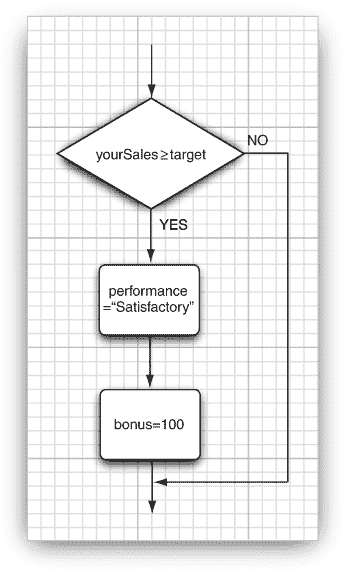 yourSales≥target
NO
YES
performance
=“Satisfactory”
bonus=100